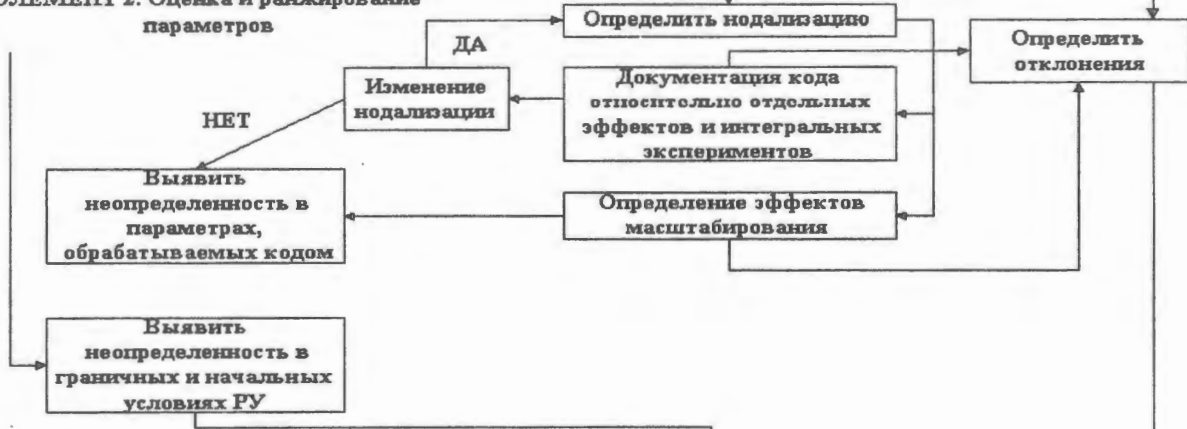 ЭЛЕМЕНТ 2. Оценка и ранжирование
параметров
Определить нодализацию
Определить
отклонения
ДА
Изменение
нодализации
Документация кода
относительно отдельных
эффектов и интегральных
экспериментов
НЕТ
Выявить
неопределенность в
параметрах,
обрабатываемых кодом
Определение эффектов
масштабирования
Выявить
неопределенность в
граничных и начальных
условиях РУ